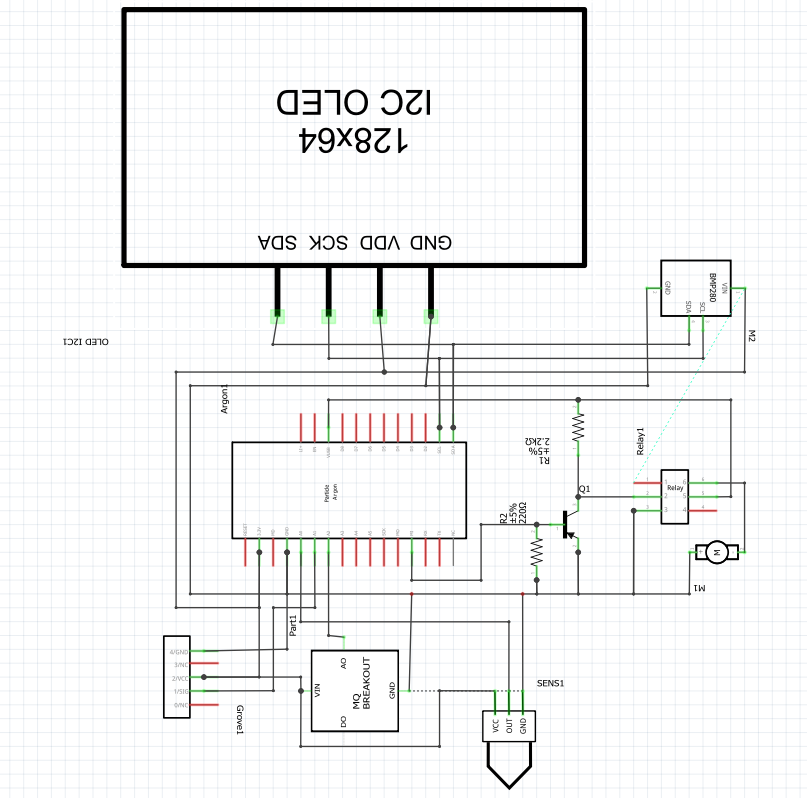 I2C OLED
128x64
GND VDD SCK SDA
OLED I2C1
BMP280
GND
VIN
SDA
SCL
M2
Argon1
Particle
Argon
R1
±5%
2.2kΩ
Relay1
Relay
1
2
3
6
5
4
Q1
R2
±5%
220Ω
M
M1
Part1
4/GND
3/NC
2/VCC
1/SIG
0/NC
Grove1
AO
VIN
MQ
BREAKOUT
GND
DO
SENS1
VCC
OUT
GND